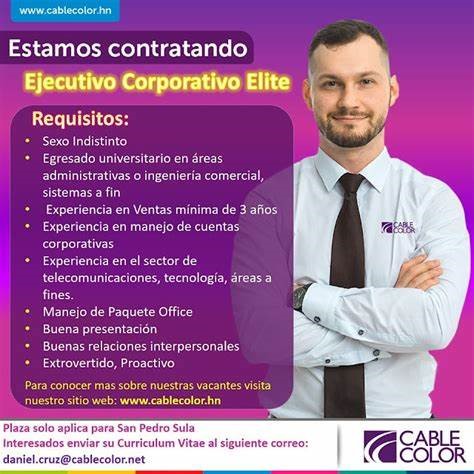 www.cablecolor.hn
Estamos contratando
Ejecutivo Corporativo Elite
Requisitos:
• Sexo Indistinto
• Egresado universitario en áreas
administrativas o ingeniería comercial,
sistemas a fin
• Experiencia en Ventas mínima de 3 años
• Experiencia en manejo de cuentas
corporativas
• Experiencia en el sector de
telecomunicaciones, tecnología, áreas a
fines.
• Manejo de Paquete Office
• Buena presentación
• Buenas relaciones interpersonales
• Extrovertido, Proactivo
Para conocer mas sobre nuestras vacantes visita
nuestro sitio web: www.cablecolor.hn
CABLE
COLOR
Plaza solo aplica para San Pedro Sula
Interesados enviar su Curriculum Vitae al siguiente correo:
daniel.cruz@cablecolor.net
CABLE
COLOR